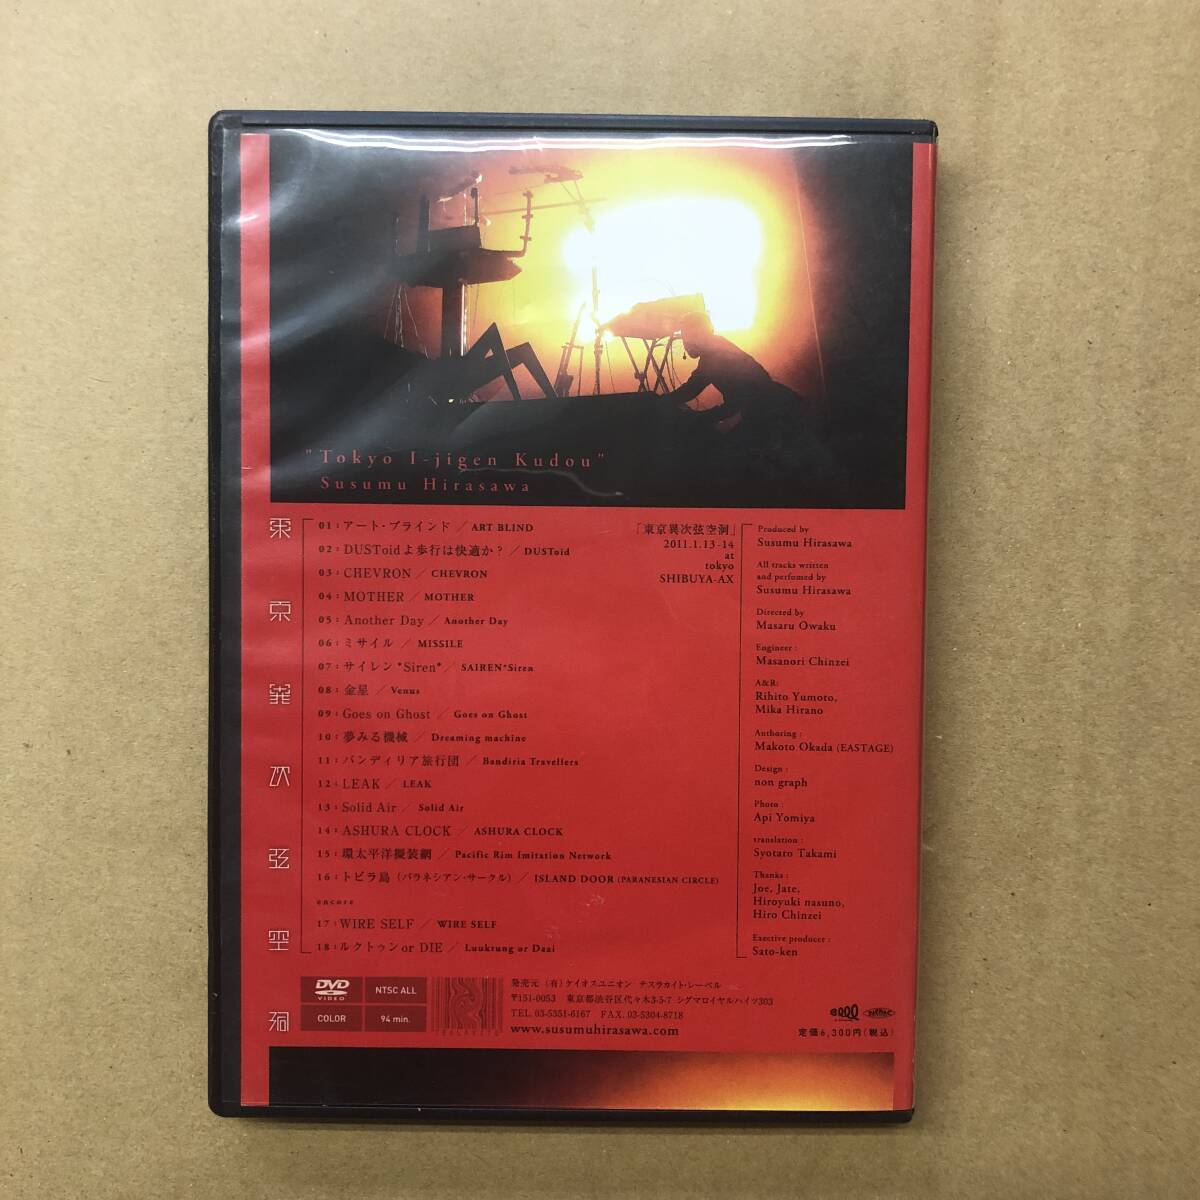 "Tokyo I-jigen Kudou"
Susumu Hirasawa
東京異次弦空洞
01：アート・ブラインド ／ ART BLIND
02：DUSToidよ歩行は快適か？ ／ DUSToid
03：CHEVRON ／ CHEVRON
04：MOTHER ／ MOTHER
05：Another Day ／ Another Day
06：ミサイル ／ MISSILE
07：サイレン *Siren* ／ SAIREN*Siren
08：金星 ／ Venus
09：Goes on Ghost ／ Goes on Ghost
10：夢みる機械 ／ Dreaming machine
11：バンディリア旅行団 ／ Bandiria Travellers
12：LEAK ／ LEAK
13：Solid Air ／ Solid Air
14：ASHURA CLOCK ／ ASHURA CLOCK
15：環太平洋擬装網 ／ Pacific Rim Imitation Network
16：トビラ島（パラネシアン・サークル）／ ISLAND DOOR (PARANESIAN CIRCLE)
encore
17：WIRE SELF ／ WIRE SELF
18：ルクトゥン or DIE ／ Luuktung or Daai
「東京異次弦空洞」
2011.1.13-14
at
tokyo
SHIBUYA-AX
Produced by
Susumu Hirasawa
All tracks written
and perfomed by
Susumu Hirasawa
Directed by
Masaru Owaku
Engineer :
Masanori Chinzei
A&R:
Rihito Yumoto,
Mika Hirano
Authoring :
Makoto Okada (EASTAGE)
Design :
non graph
Photo :
Api Yomiya
translation :
Syotaro Takami
Thanks :
Joe, Jate,
Hiroyuki nasuno,
Hiro Chinzei
Exective producer :
Sato-ken
DVD
VIDEO
NTSC ALL
COLOR
94 min.
発売元 （有）ケイオスユニオン テスラカイト・レーベル
〒151-0053 東京都渋谷区代々木3-5-7 シグマロイヤルハイツ303
TEL. 03-5351-6167 FAX. 03-5304-8718
www.susumuhirasawa.com
定価6,300円（税込）